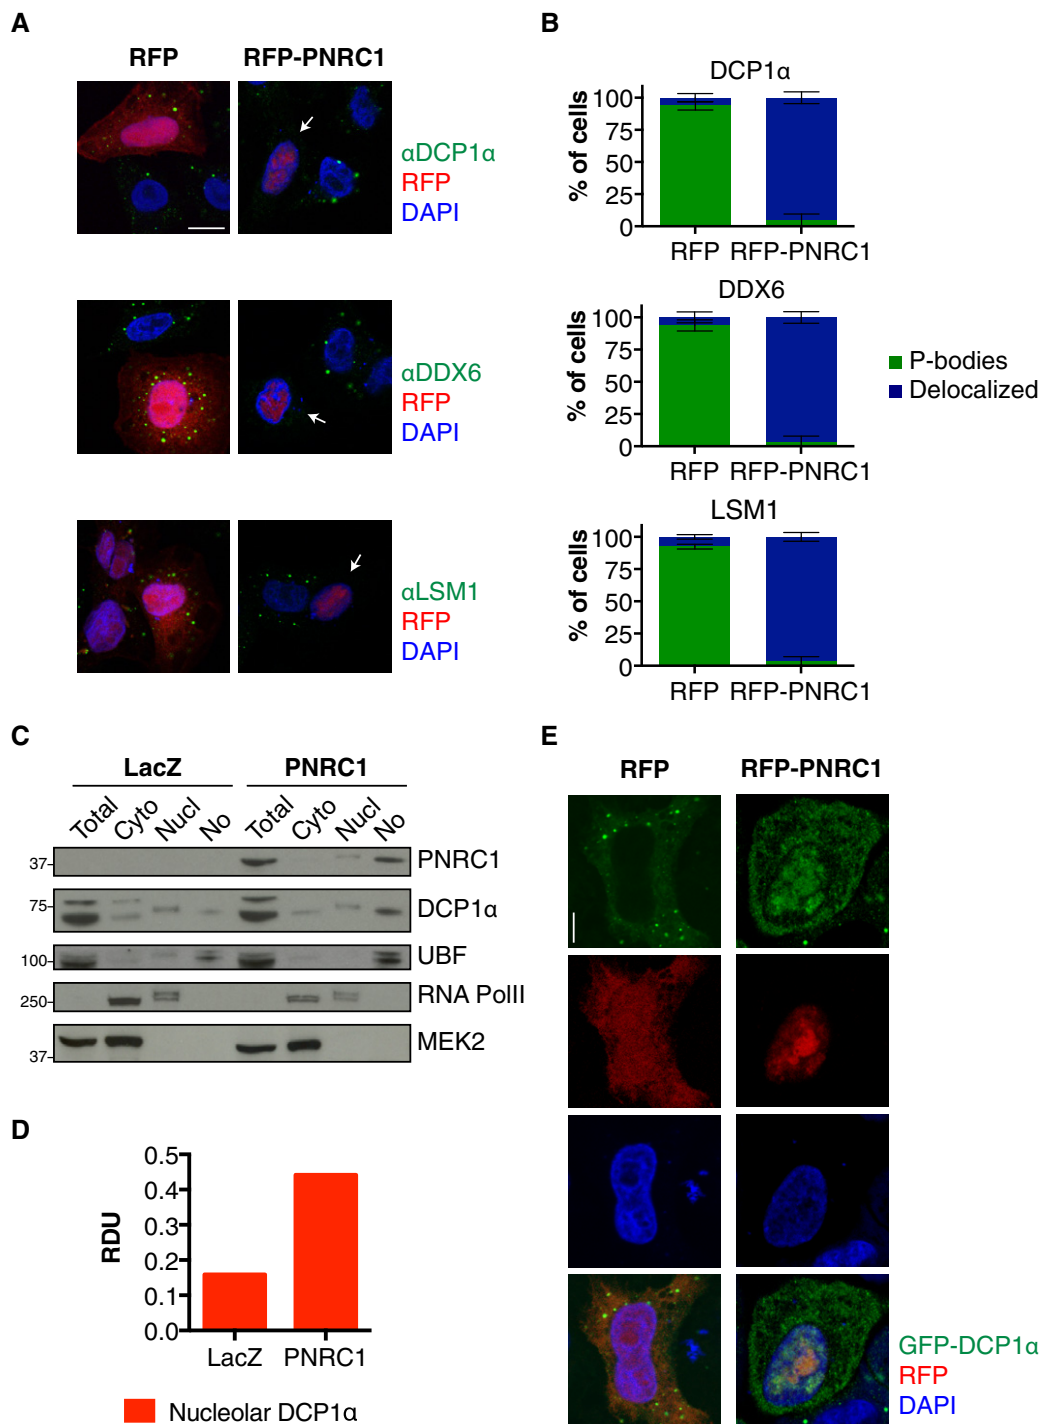 A
RFP
RFP-PNRC1
αDCP1α
RFP
DAPI
αDDX6
RFP
DAPI
αLSM1
RFP
DAPI
B
DCP1α
% of cells
100
75
50
25
0
RFP
RFP-PNRC1
DDX6
% of cells
100
75
50
25
0
RFP
RFP-PNRC1
P-bodies
Delocalized
LSM1
% of cells
100
75
50
25
0
RFP
RFP-PNRC1
C
LacZ
PNRC1
Total
Cyto
Nucl
No
Total
Cyto
Nucl
No
37
PNRC1
75
DCP1α
100
UBF
250
RNA PolII
37
MEK2
D
RDU
0.5
0.4
0.3
0.2
0.1
0.0
LacZ
PNRC1
Nucleolar DCP1α
E
RFP
RFP-PNRC1
GFP-DCP1α
RFP
DAPI